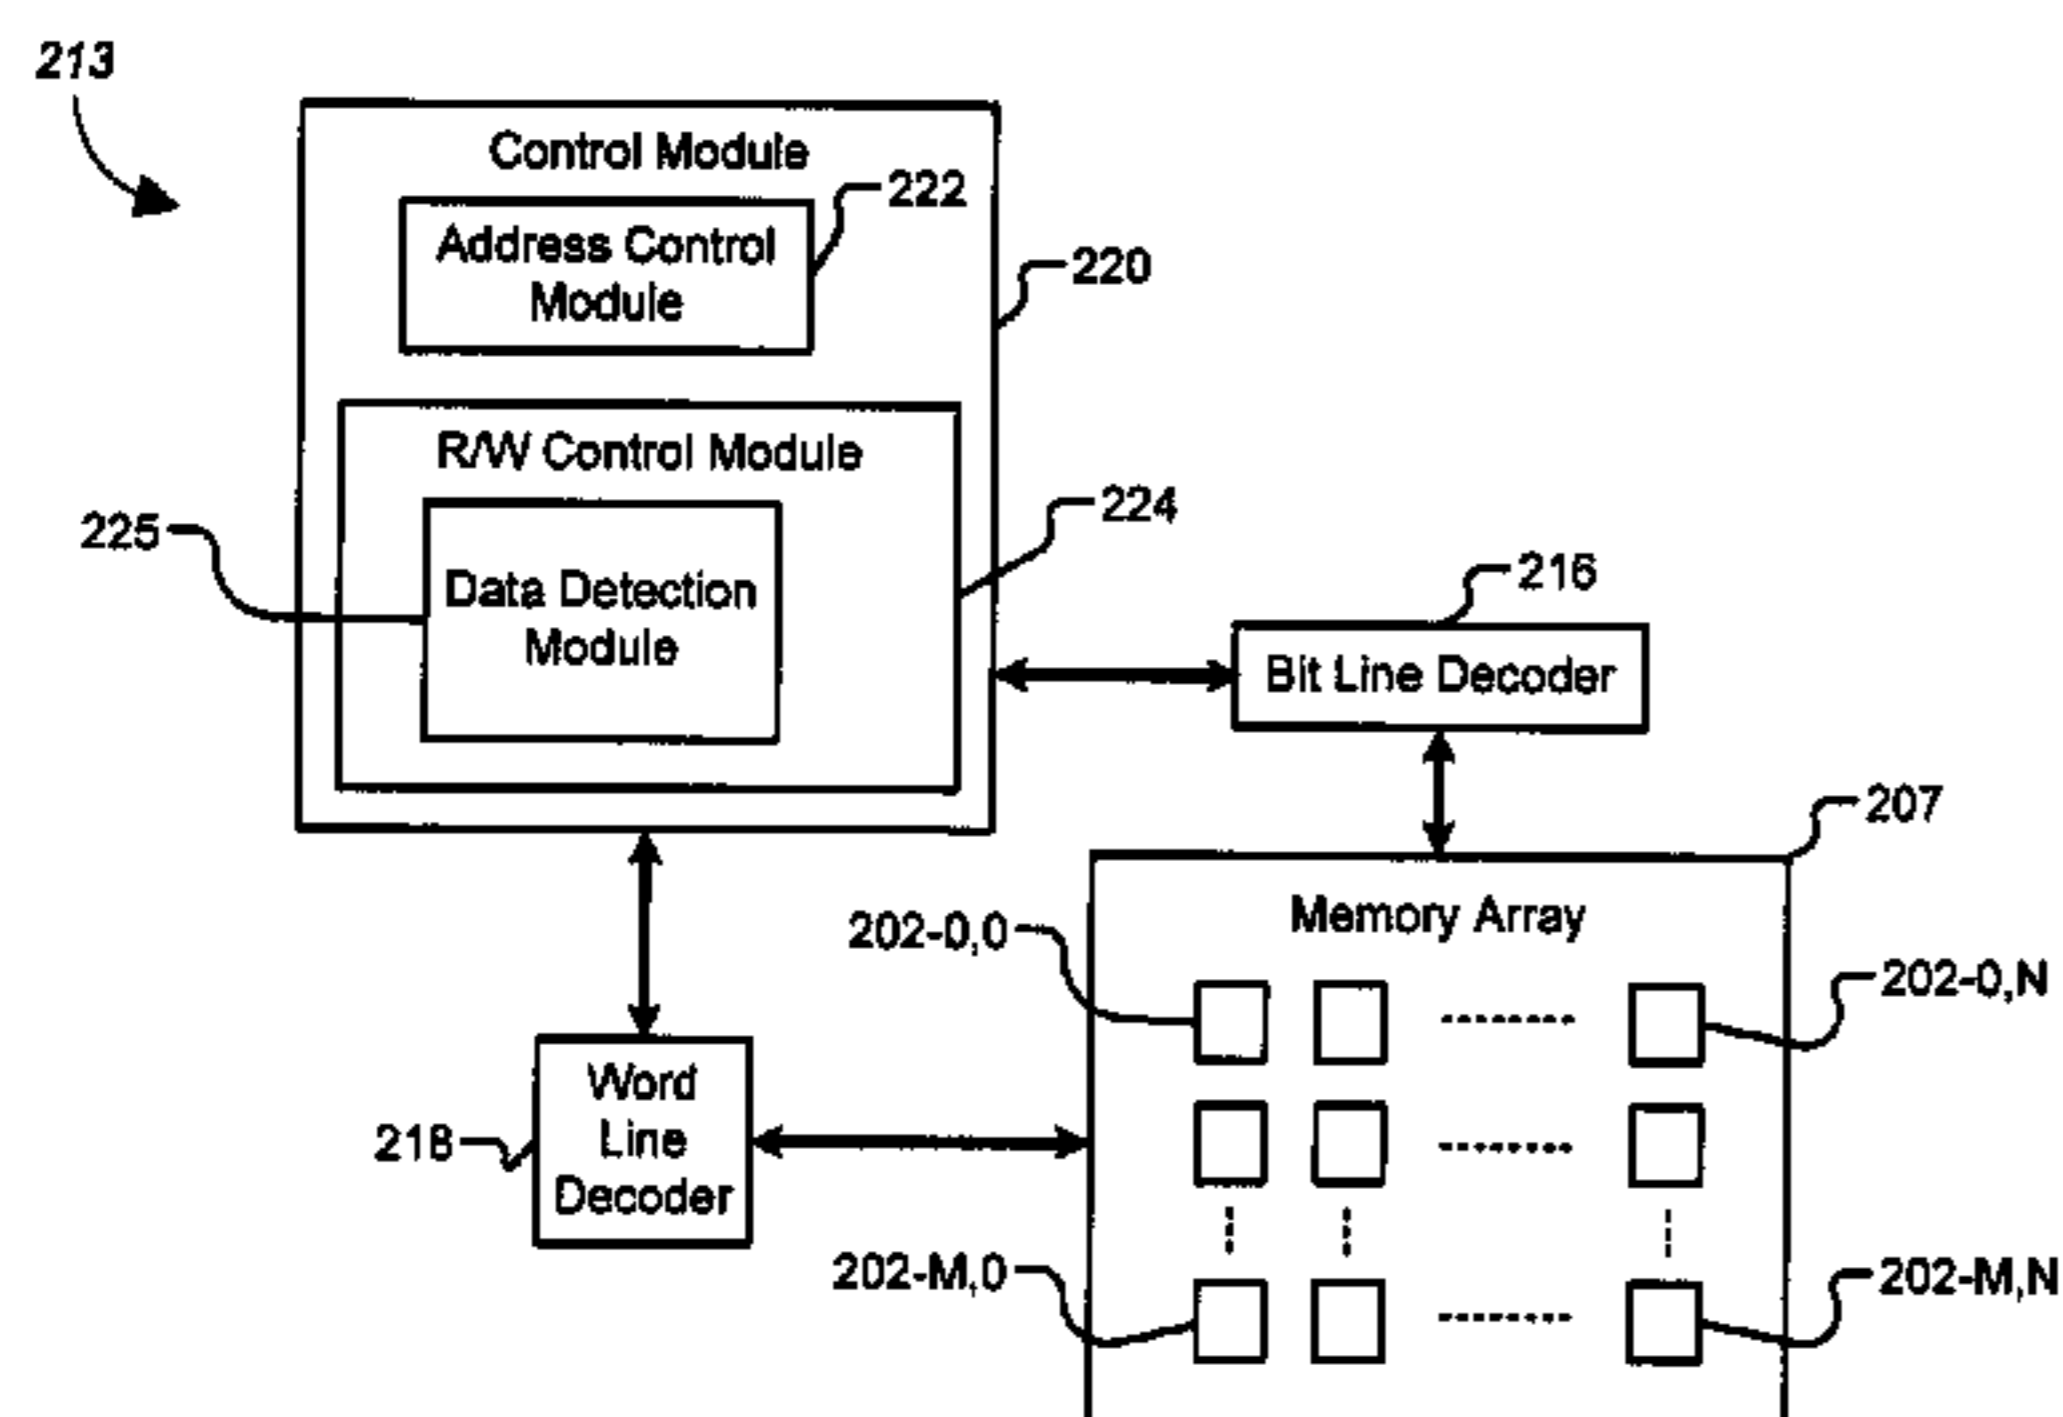 213
Control Module
222
Address Control
Module
220
R/W Control Module
224
225
Data Detection
Module
216
Bit Line Decoder
207
Memory Array
202-0,0
202-0,N
Word
Line
Decoder
218
202-M,0
202-M,N